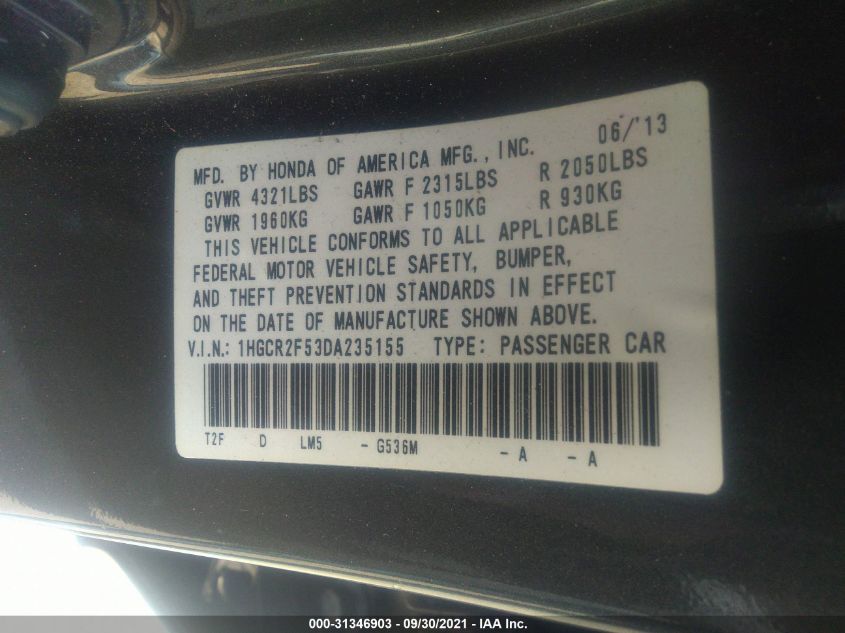 06/'13
MFD. BY HONDA OF AMERICA MFG., INC.
GVWR 4321LBS GAWR F 2315LBS R 2050LBS
GVWR 1960KG GAWR F 1050KG R 930KG
THIS VEHICLE CONFORMS TO ALL APPLICABLE
FEDERAL MOTOR VEHICLE SAFETY, BUMPER,
AND THEFT PREVENTION STANDARDS IN EFFECT
ON THE DATE OF MANUFACTURE SHOWN ABOVE.
V.I.N.: 1HGCR2F53DA235155 TYPE: PASSENGER CAR
T2F D LM5 - G536M - A - A
000-31346903 / 09/30/2021 - IAA Inc.